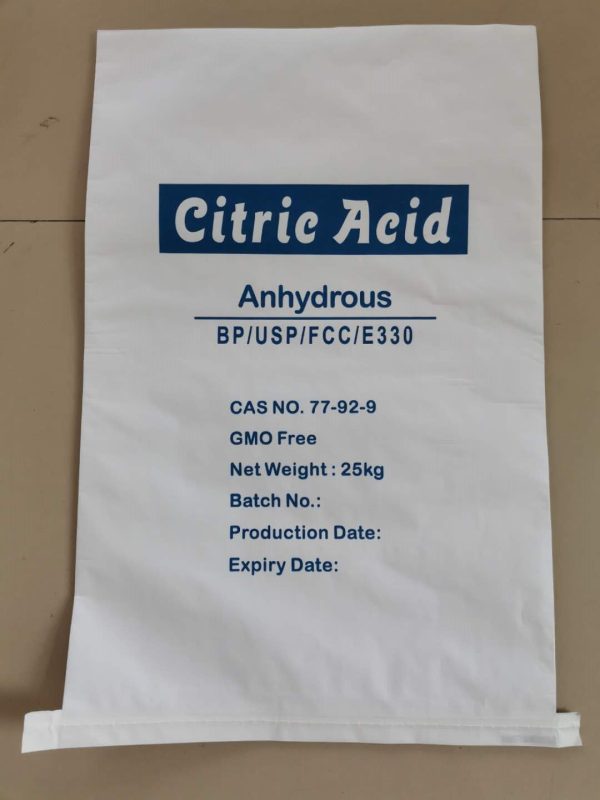 Citric Acid
Anhydrous
BP/USP/FCC/E330
CAS NO. 77-92-9
GMO Free
Net Weight : 25kg
Batch No.:
Production Date:
Expiry Date: